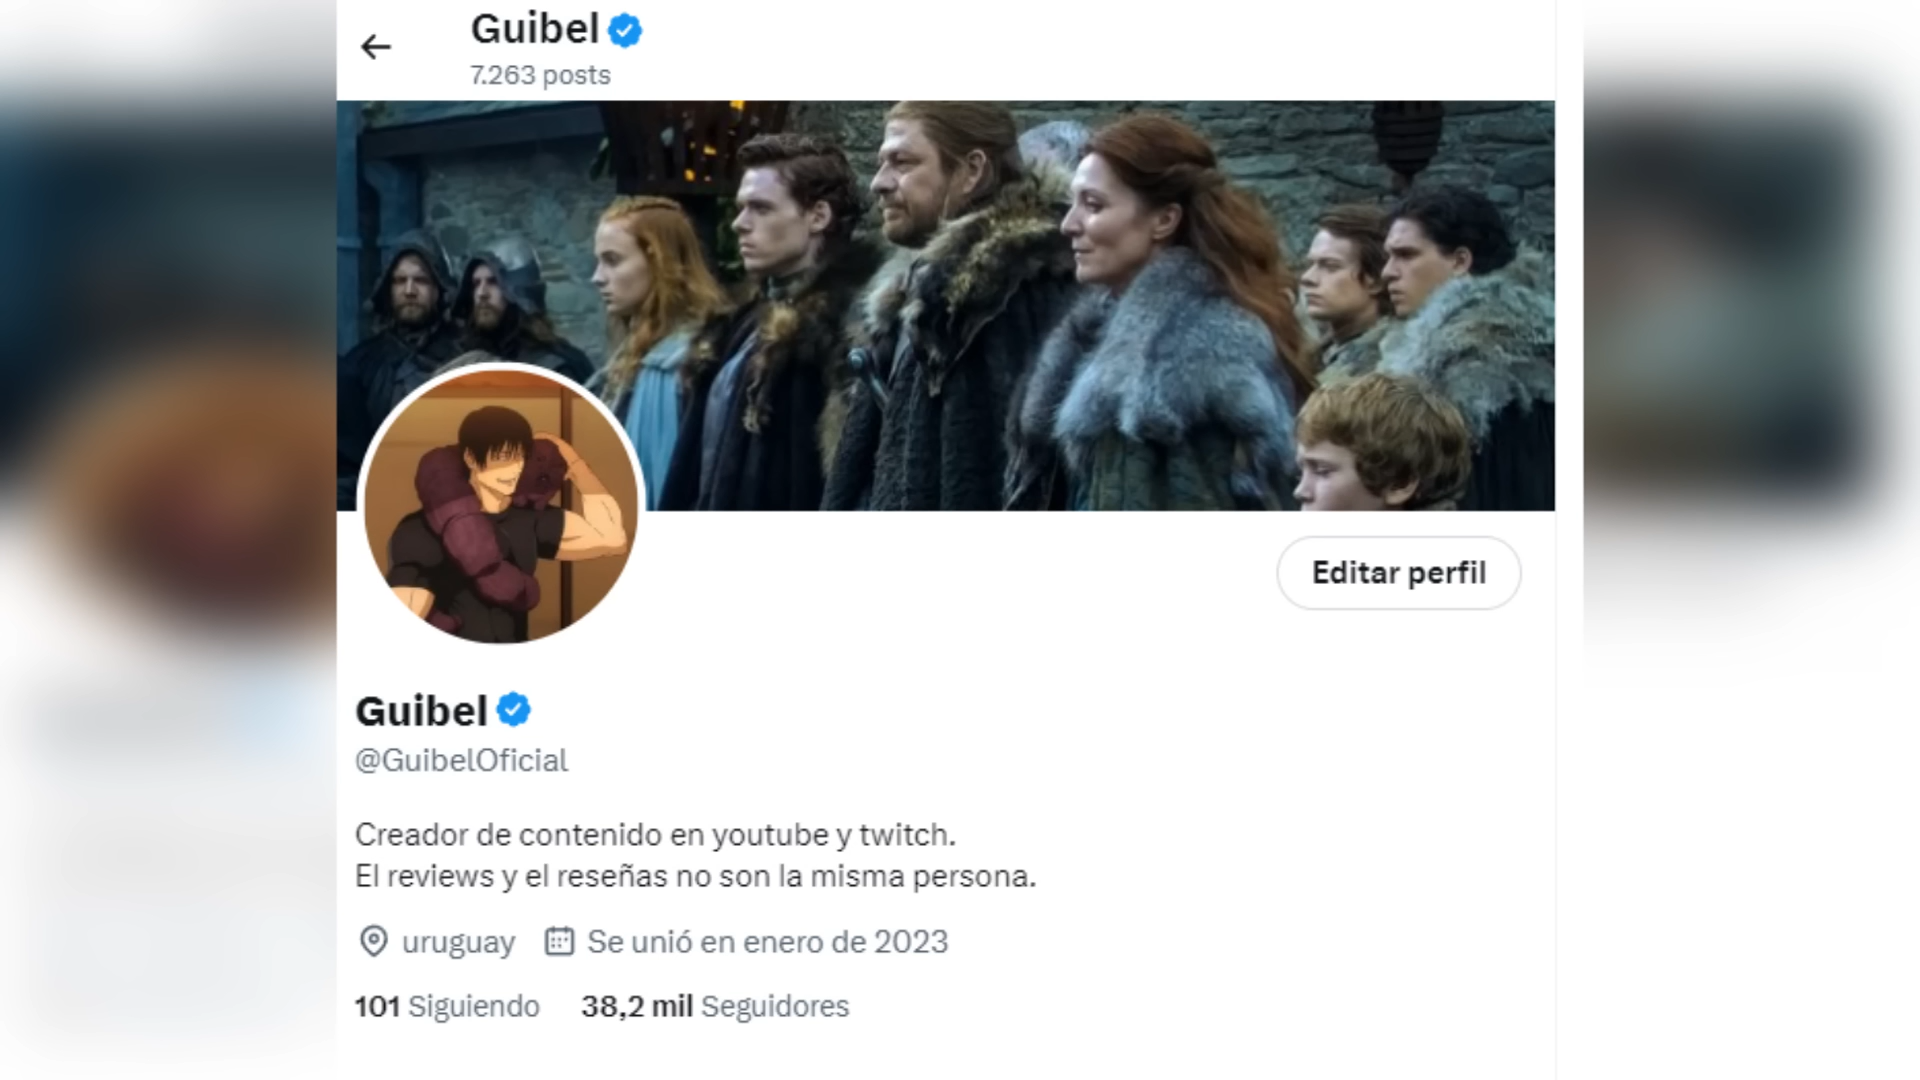 Guibel
7.263 posts
Editar perfil
Guibel
@GuibelOficial
Creador de contenido en youtube y twitch.
El reviews y el reseñas no son la misma persona.
uruguay Se unió en enero de 2023
101 Siguiendo 38,2 mil Seguidores